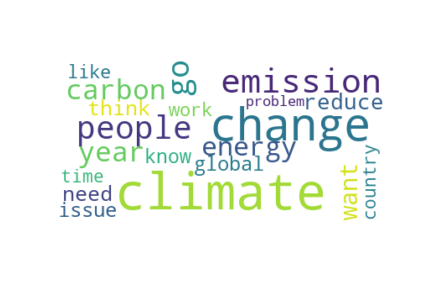 like
go
emission
carbon
think
work
problem
reduce
people
change
year
know
energy
global
time
climate
want
country
need
issue